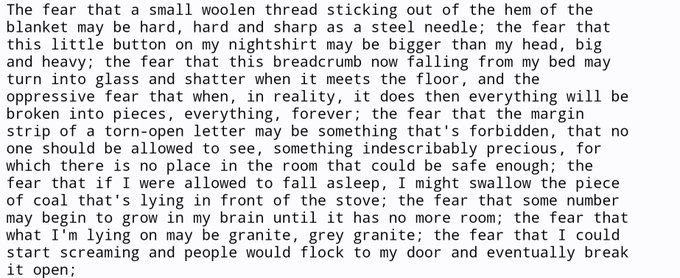 The fear that a small woolen thread sticking out of the hem of the
blanket may be hard, hard and sharp as a steel needle; the fear that
this little button on my nightshirt may be bigger than my head, big
and heavy; the fear that this breadcrumb now falling from my bed may
turn into glass and shatter when it meets the floor, and the
oppressive fear that when, in reality, it does then everything will be
broken into pieces, everything, forever; the fear that the margin
strip of a torn-open letter may be something that's forbidden, that no
one should be allowed to see, something indescribably precious, for
which there is no place in the room that could be safe enough; the
fear that if I were allowed to fall asleep, I might swallow the piece
of coal that's lying in front of the stove; the fear that some number
may begin to grow in my brain until it has no more room; the fear that
what I'm lying on may be granite, grey granite; the fear that I could
start screaming and people would flock to my door and eventually break
it open;